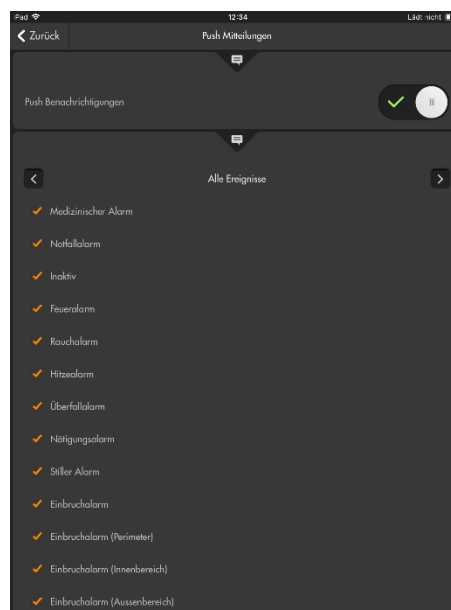 iPad 12:34 Lädt nicht
Zurück Push Mitteilungen
Push Benachrichtigungen
Alle Ereignisse
Medizinischer Alarm
Notfallalarm
Inaktiv
Feueralarm
Rauchalarm
Hitzealarm
Überfallalarm
Nötigungsalarm
Stiller Alarm
Einbruchalarm
Einbruchalarm (Perimeter)
Einbruchalarm (Innenbereich)
Einbruchalarm (Aussenbereich)